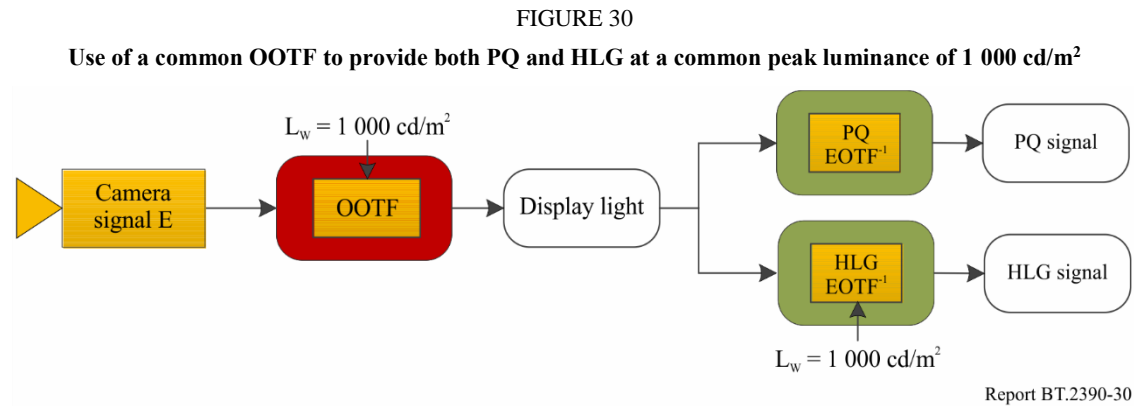 FIGURE 30
Use of a common OOTF to provide both PQ and HLG at a common peak luminance of 1 000 cd/m²
L_w = 1 000 cd/m²
Camera
signal E
OOTF
Display light
PQ
EOTF⁻¹
PQ signal
HLG
EOTF⁻¹
HLG signal
L_w = 1 000 cd/m²
Report BT.2390-30